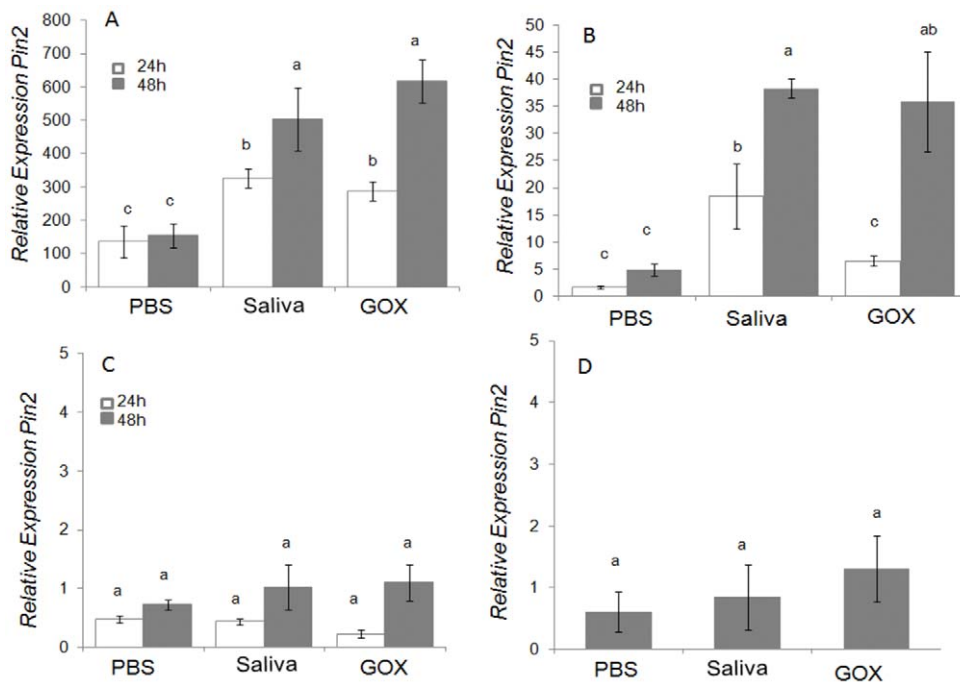 A
Relative Expression Pin2
800
700
600
500
400
300
200
100
0
24h
48h
c
c
b
a
b
a
PBS
Saliva
GOX
B
Relative Expression Pin2
50
45
40
35
30
25
20
15
10
5
0
24h
48h
c
c
b
a
c
ab
PBS
Saliva
GOX
C
Relative Expression Pin2
5
4
3
2
1
0
24h
48h
a
a
a
a
a
a
PBS
Saliva
GOX
D
Relative Expression Pin2
5
4
3
2
1
0
a
a
a
PBS
Saliva
GOX